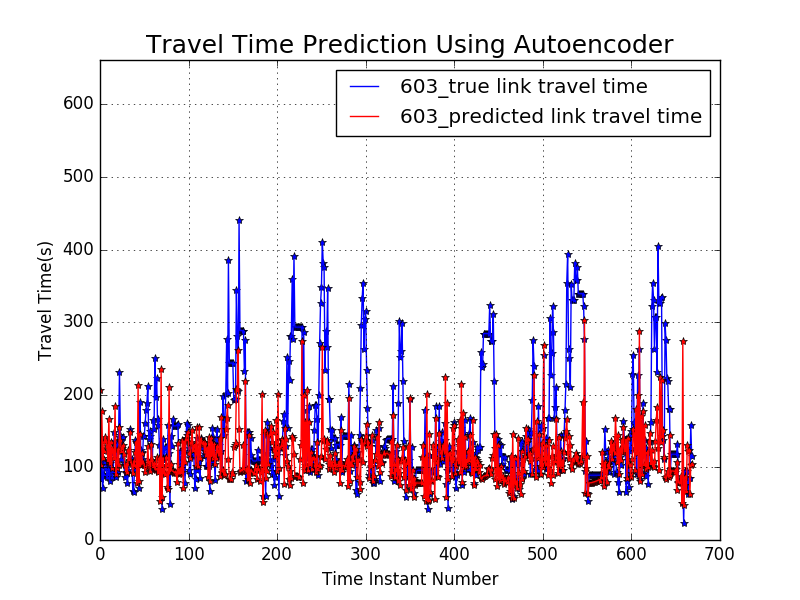 Travel Time Prediction Using Autoencoder
603_true link travel time
603_predicted link travel time
600
500
400
300
200
100
0
Travel Time(s)
0 100 200 300 400 500 600 700
Time Instant Number